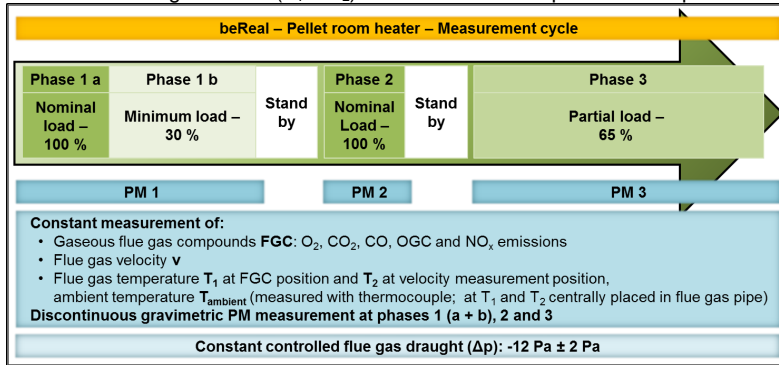 beReal – Pellet room heater – Measurement cycle
Phase 1 a
Nominal
load –
100 %
Phase 1 b
Minimum load –
30 %
Stand
by
Phase 2
Nominal
Load –
100 %
Stand
by
Phase 3
Partial load –
65 %
PM 1
PM 2
PM 3
Constant measurement of:
• Gaseous flue gas compounds FGC: O₂, CO₂, CO, OGC and NOₓ emissions
• Flue gas velocity v
• Flue gas temperature T₁ at FGC position and T₂ at velocity measurement position,
ambient temperature Tambient (measured with thermocouple; at T₁ and T₂ centrally placed in flue gas pipe)
Discontinuous gravimetric PM measurement at phases 1 (a + b), 2 and 3
Constant controlled flue gas draught (Δp): -12 Pa ± 2 Pa